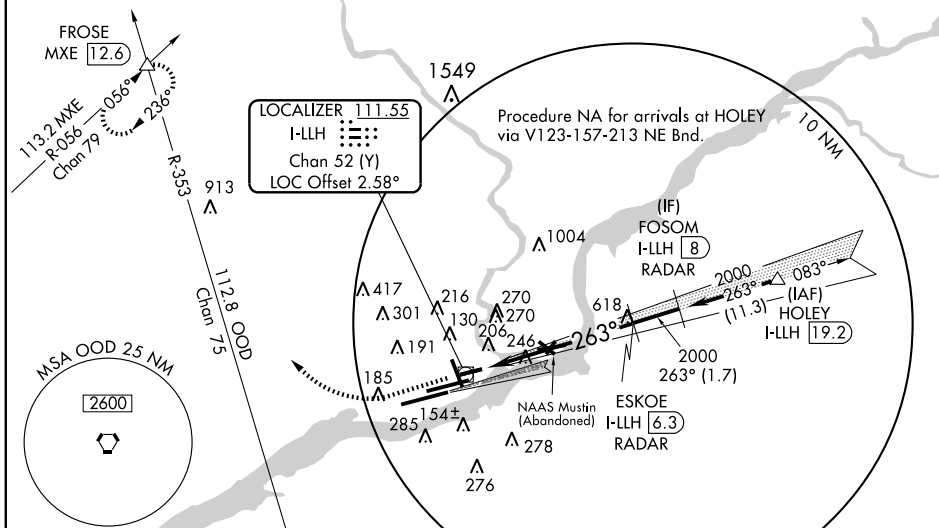 FROSE
MXE 12.6
056°
236°
113.2 MXE
R-056
Chan 79
R-353
913
112.8 OOD
Chan 75
1549
LOCALIZER 111.55
I-LLH
Chan 52 (Y)
LOC Offset 2.58°
Procedure NA for arrivals at HOLEY
via V123-157-213 NE Bnd.
10 NM
(IF)
FOSOM
I-LLH 8
RADAR
1004
2000
263°
(11.3)
083°
(IAF)
HOLEY
I-LLH 19.2
417
301
191
185
216
130
270
270
206
246
618
263°
2000
263° (1.7)
ESKOE
I-LLH 6.3
RADAR
NAAS Mustin
(Abandoned)
285
154±
278
276
MSA OOD 25 NM
2600